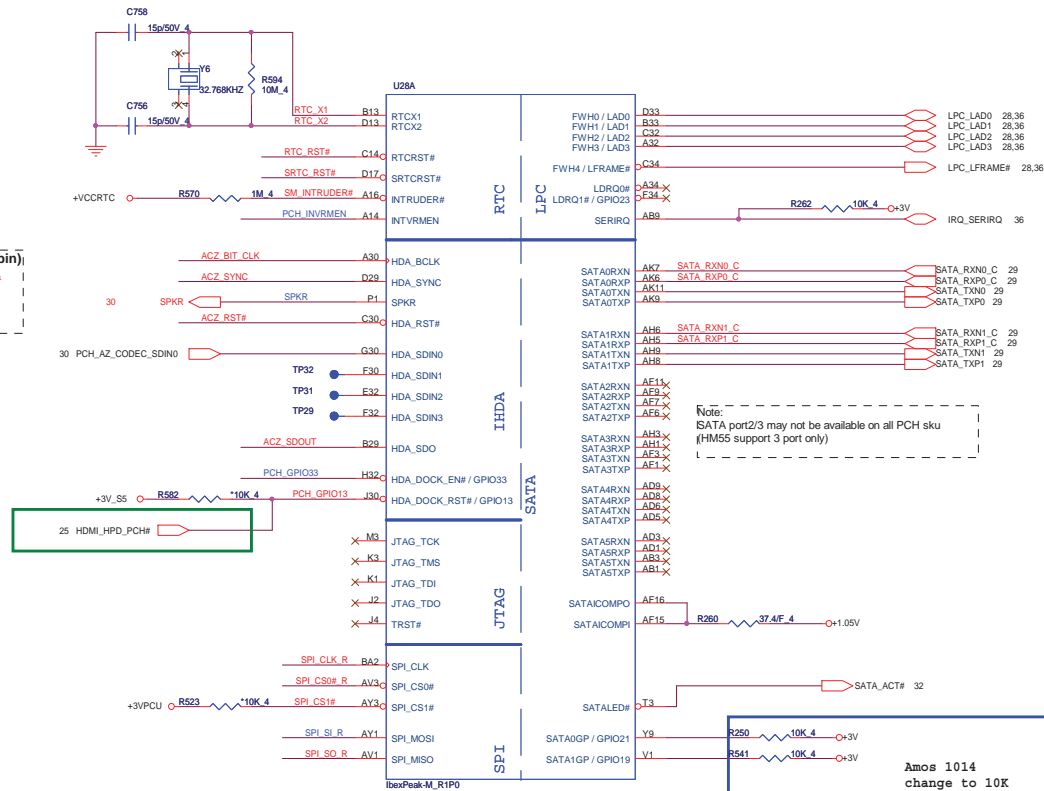 C758
15p/50V_4
2
1
Y6
32.768KHZ
R594
10M_4
3
4
C756
15p/50V_4
RTC_X1
RTC_X2
B13
D13
RTCX1
RTCX2
U28A
RTC_RST#
C14
RTCRST#
SRTC_RST#
D17
SRTCRST#
+VCCRTC
R570
1M_4
SM_INTRUDER#
A16
INTRUDER#
PCH_INVRMEN
A14
INTVRMEN
RTC
LPC
FWH0 / LAD0
FWH1 / LAD1
FWH2 / LAD2
FWH3 / LAD3
D33
B33
C32
A32
LPC_LAD0 28,36
LPC_LAD1 28,36
LPC_LAD2 28,36
LPC_LAD3 28,36
FWH4 / LFRAME#
C34
LPC_LFRAME# 28,36
LDRQ0#
A34
LDRQ1# / GPIO23
F34
SERIRQ
AB9
R262
10K_4
+3V
IRQ_SERIRQ 36
pin)
ACZ_BIT_CLK
A30
HDA_BCLK
ACZ_SYNC
D29
HDA_SYNC
30
SPKR
SPKR
P1
SPKR
ACZ_RST#
C30
HDA_RST#
30 PCH_AZ_CODEC_SDIN0
G30
HDA_SDIN0
TP32
F30
HDA_SDIN1
TP31
E32
HDA_SDIN2
TP29
F32
HDA_SDIN3
ACZ_SDOUT
B29
HDA_SDO
PCH_GPIO33
H32
HDA_DOCK_EN# / GPIO33
+3V_S5
R582
*10K_4
PCH_GPIO13
J30
HDA_DOCK_RST# / GPIO13
25 HDMI_HPD_PCH#
IHDA
SATA
SATA0RXN
SATA0RXP
SATA0TXN
SATA0TXP
AK7
AK6
AK11
AK9
SATA_RXN0_C
SATA_RXP0_C
SATA_RXN0_C 29
SATA_RXP0_C 29
SATA_TXN0 29
SATA_TXP0 29
SATA1RXN
SATA1RXP
SATA1TXN
SATA1TXP
AH6
AH5
AH9
AH8
SATA_RXN1_C
SATA_RXP1_C
SATA_RXN1_C 29
SATA_RXP1_C 29
SATA_TXN1 29
SATA_TXP1 29
SATA2RXN
SATA2RXP
SATA2TXN
SATA2TXP
AF11
AF9
AF7
AF6
Note:
SATA port2/3 may not be available on all PCH sku
(HM55 support 3 port only)
SATA3RXN
SATA3RXP
SATA3TXN
SATA3TXP
AH3
AH1
AF3
AF1
SATA4RXN
SATA4RXP
SATA4TXN
SATA4TXP
AD9
AD8
AD6
AD5
SATA5RXN
SATA5RXP
SATA5TXN
SATA5TXP
AD3
AD1
AB3
AB1
M3
JTAG_TCK
K3
JTAG_TMS
K1
JTAG_TDI
J2
JTAG_TDO
J4
TRST#
JTAG
SATAICOMPO
AF16
SATAICOMPI
AF15
R260
37.4/F_4
+1.05V
SPI_CLK_R
BA2
SPI_CLK
SPI_CS0#_R
AV3
SPI_CS0#
+3VPCU
R523
*10K_4
SPI_CS1#
AY3
SPI_CS1#
SPI_SI_R
AY1
SPI_MOSI
SPI_SO_R
AV1
SPI_MISO
SPI
SATALED#
T3
SATA_ACT# 32
SATA0GP / GPIO21
Y9
R250
10K_4
+3V
SATA1GP / GPIO19
V1
R541
10K_4
+3V
IbexPeak-M_R1P0
Amos 1014
change to 10K